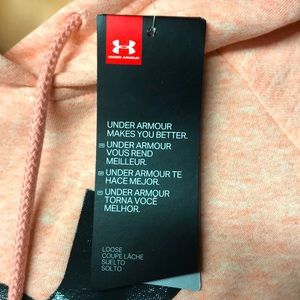 UNDER ARMOUR
UNDER ARMOUR
MAKES YOU BETTER.
UNDER ARMOUR
VOUS REND
MEILLEUR.
UNDER ARMOUR TE
HACE MEJOR.
UNDER ARMOUR
TORNA VOCÊ
MELHOR.
LOOSE
COUPE LÂCHE
SUELTO
SOLTO